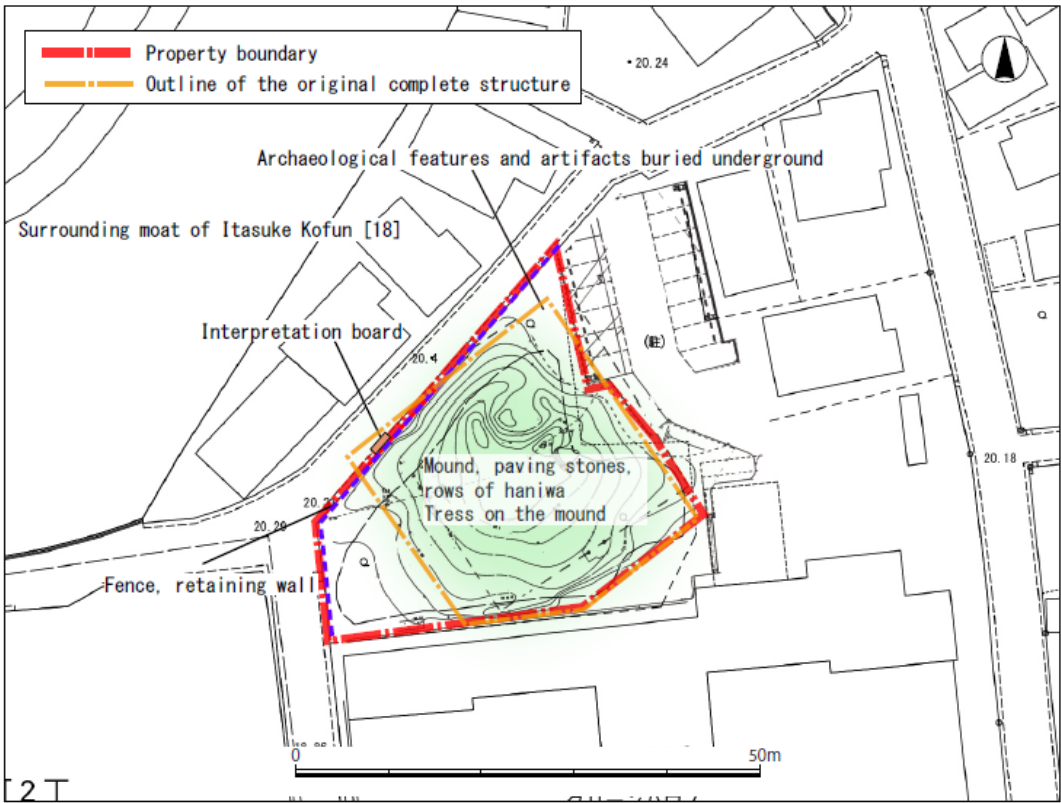 Property boundary
Outline of the original complete structure
20.24
Archaeological features and artifacts buried underground
Surrounding moat of Itasuke Kofun [18]
Interpretation board
20.4
(駐)
Mound, paving stones,
rows of haniwa
Tress on the mound
20.18
20.29
Fence, retaining wall
0
50m
2丁